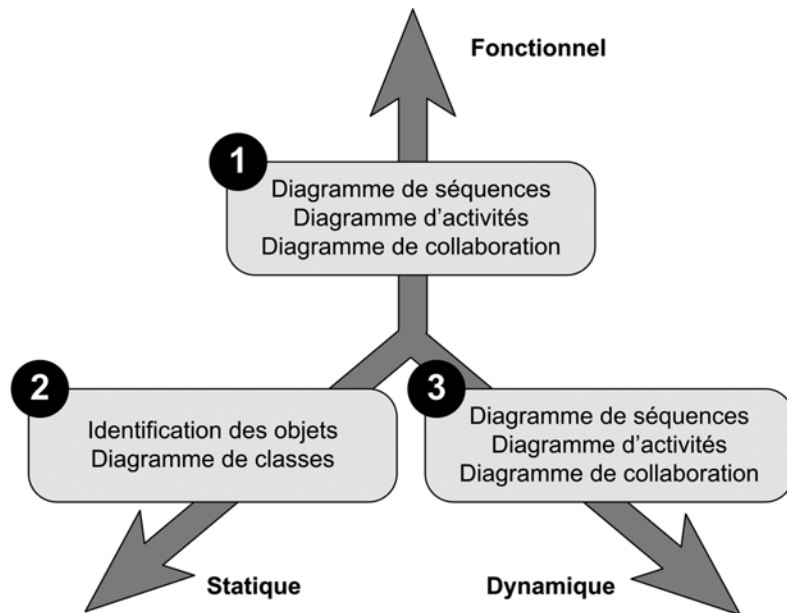 Fonctionnel
1
Diagramme de séquences
Diagramme d’activités
Diagramme de collaboration
2
Identification des objets
Diagramme de classes
3
Diagramme de séquences
Diagramme d’activités
Diagramme de collaboration
Statique
Dynamique